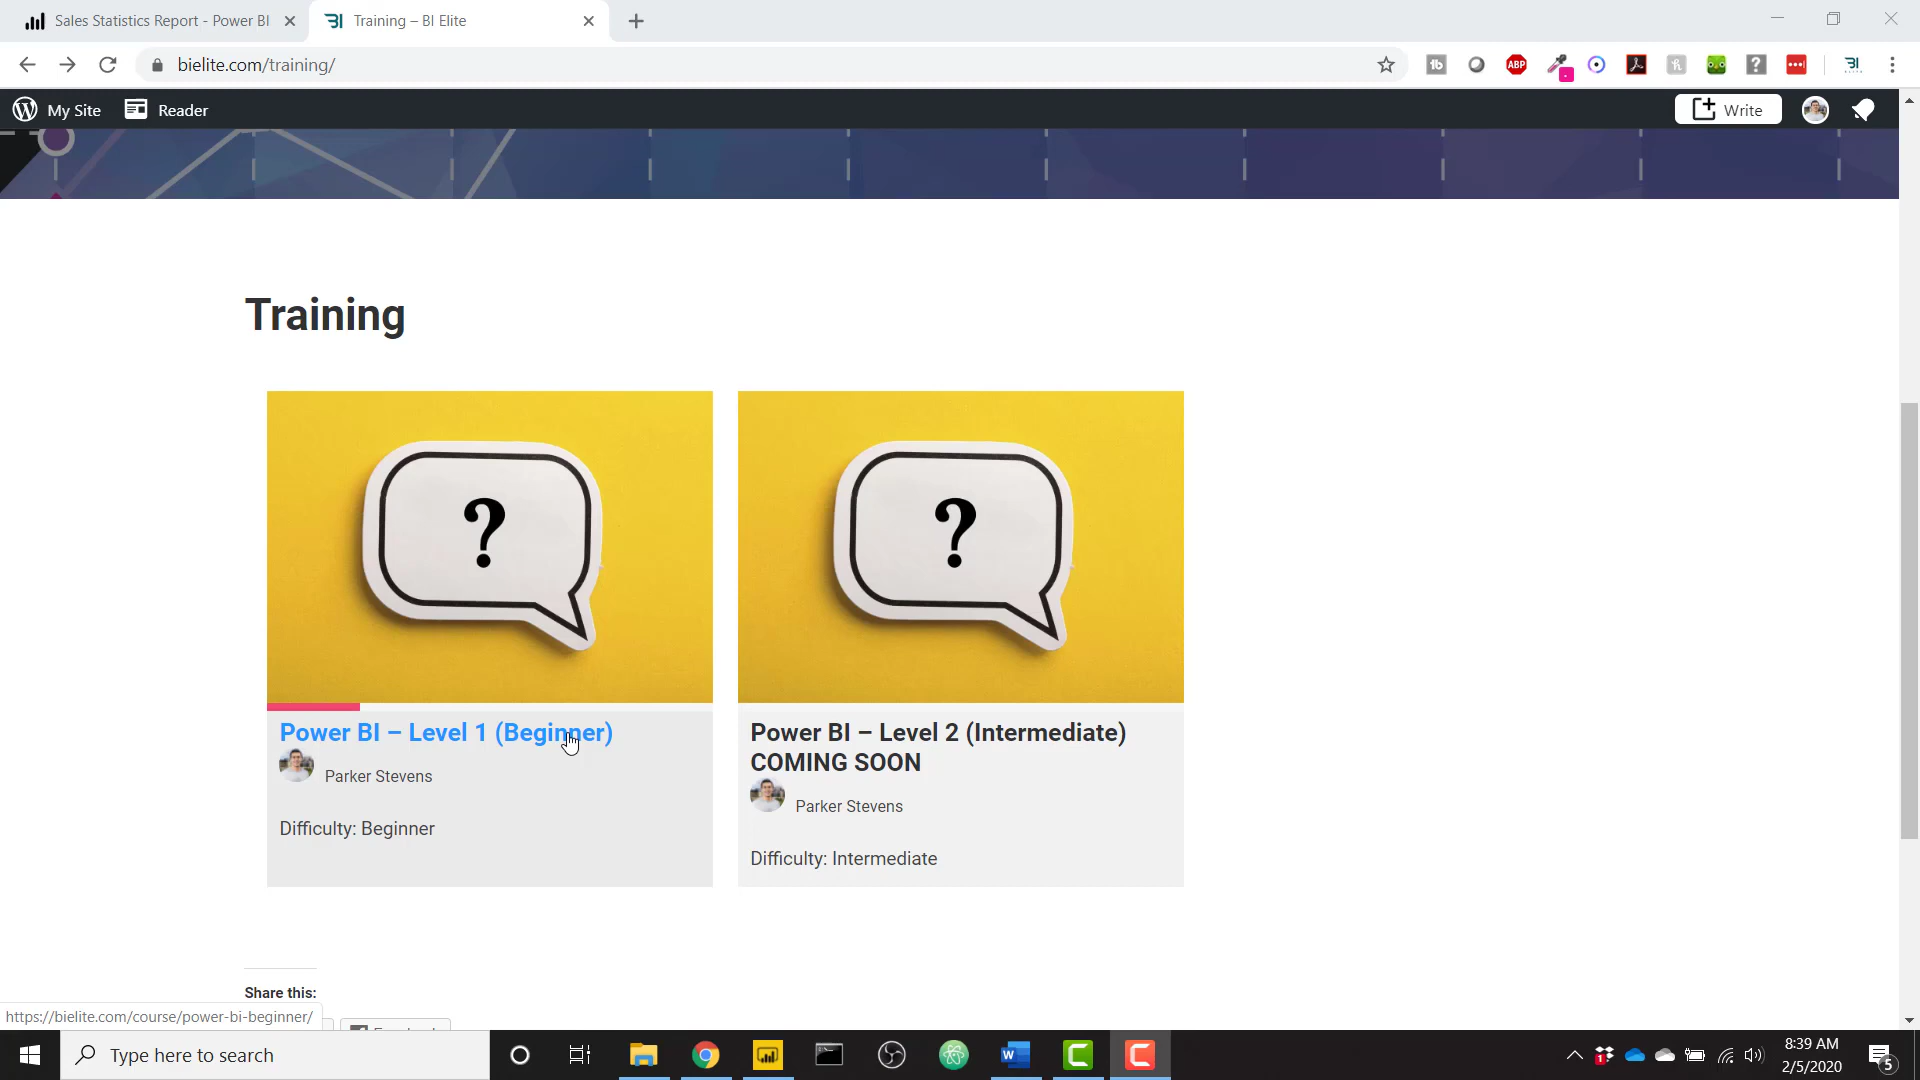 Sales Statistics Report - Power BI
Training – BI Elite
bielite.com/training/
ABP
My Site
Reader
Write
Training
?
?
Power BI – Level 1 (Beginner)
Parker Stevens
Difficulty: Beginner
Power BI – Level 2 (Intermediate)
COMING SOON
Parker Stevens
Difficulty: Intermediate
Share this:
https://bielite.com/course/power-bi-beginner/
Type here to search
8:39 AM
2/5/2020
5